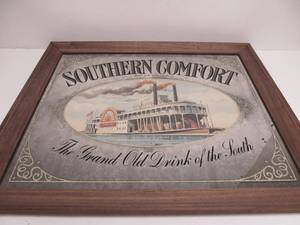 SOUTHERN COMFORT
The Grand Old Drink of the South